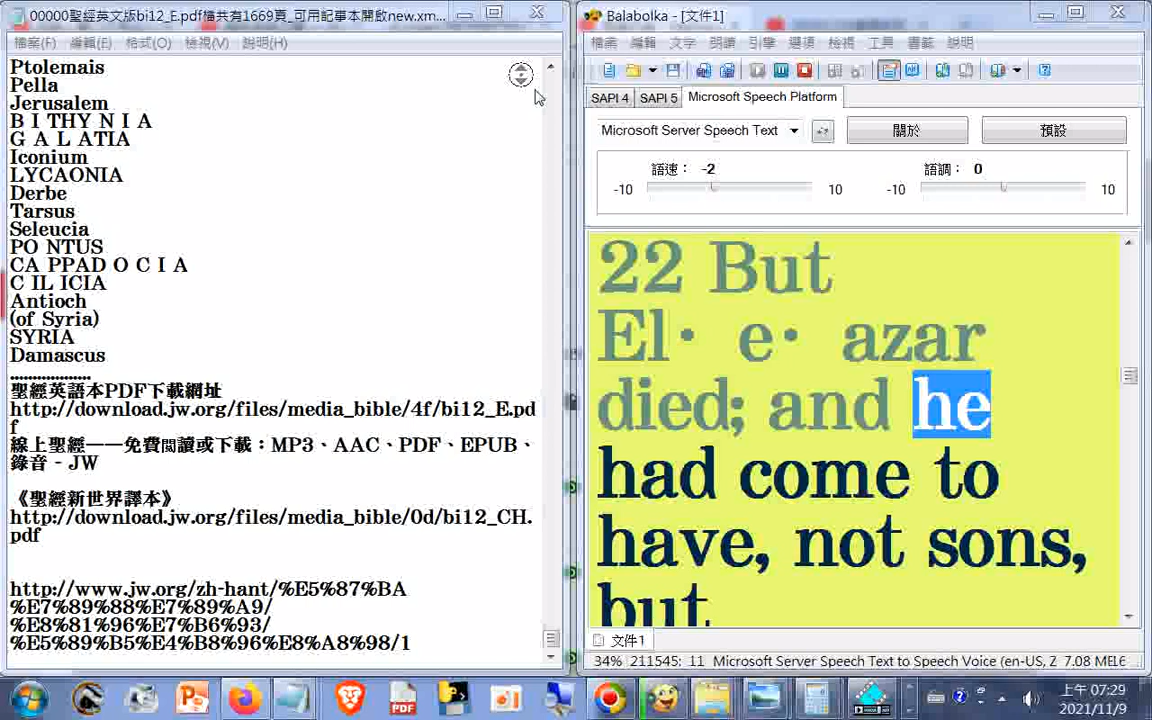 00000聖經英文版bi12_E.pdf檔共有1669頁_可用記事本開啟new.xm...
檔案(F) 編輯(E) 格式(O) 檢視(V) 說明(H)
Ptolemais
Pella
Jerusalem
B I THY N I A
G A L ATIA
Iconium
LYCAONIA
Derbe
Tarsus
Seleucia
PO NTUS
CA PPAD O C I A
C IL ICIA
Antioch
(of Syria)
SYRIA
Damascus
..................
聖經英語本PDF下載網址
http://download.jw.org/files/media_bible/4f/bi12_E.pd
f
線上聖經——免費閱讀或下載：MP3、AAC、PDF、EPUB、
錄音 - JW
《聖經新世界譯本》
http://download.jw.org/files/media_bible/0d/bi12_CH.
pdf
http://www.jw.org/zh-hant/%E5%87%BA
%E7%89%88%E7%89%A9/
%E8%81%96%E7%B6%93/
%E5%89%B5%E4%B8%96%E8%A8%98/1
Balabolka - [文件1]
檔案 編輯 文字 朗讀 引擎 選項 檢視 工具 書籤 說明
SAPI 4 SAPI 5 Microsoft Speech Platform
Microsoft Server Speech Text 關於 預設
語速： -2 語調： 0
-10 10 -10 10
22 But
El· e· azar
died; and he
had come to
have, not sons,
but
文件1
34% 211545: 11 Microsoft Server Speech Text to Speech Voice (en-US, Z 7.08 МЕ16
PDF
上午 07:29
2021/11/9